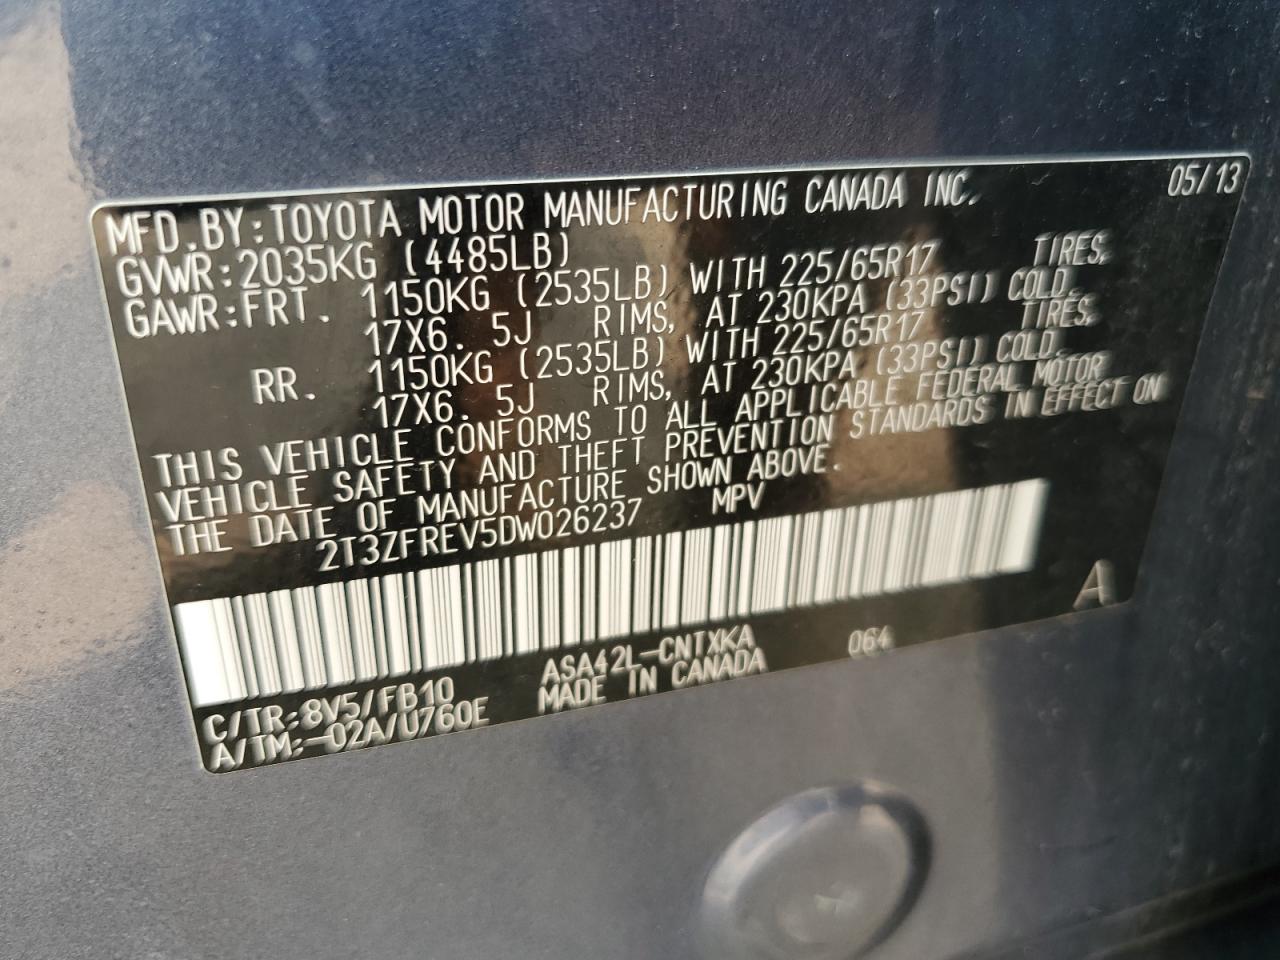 MFD.BY:TOYOTA MOTOR MANUFACTURING CANADA INC. 05/13
GVWR:2035KG (4485LB)
GAWR:FRT. 1150KG (2535LB) WITH 225/65R17 TIRES,
17X6. 5J RIMS, AT 230KPA (33PSI) COLD.
RR. 1150KG (2535LB) WITH 225/65R17 TIRES,
17X6. 5J RIMS, AT 230KPA (33PSI) COLD.
THIS VEHICLE CONFORMS TO ALL APPLICABLE FEDERAL MOTOR
VEHICLE SAFETY AND THEFT PREVENTION STANDARDS IN EFFECT ON
THE DATE OF MANUFACTURE SHOWN ABOVE.
2T3ZFREV5DW026237 MPV
A
ASA42L-CNTXKA 064
C/TR:8V5/FB10 MADE IN CANADA
A/TM:-02A/U760E